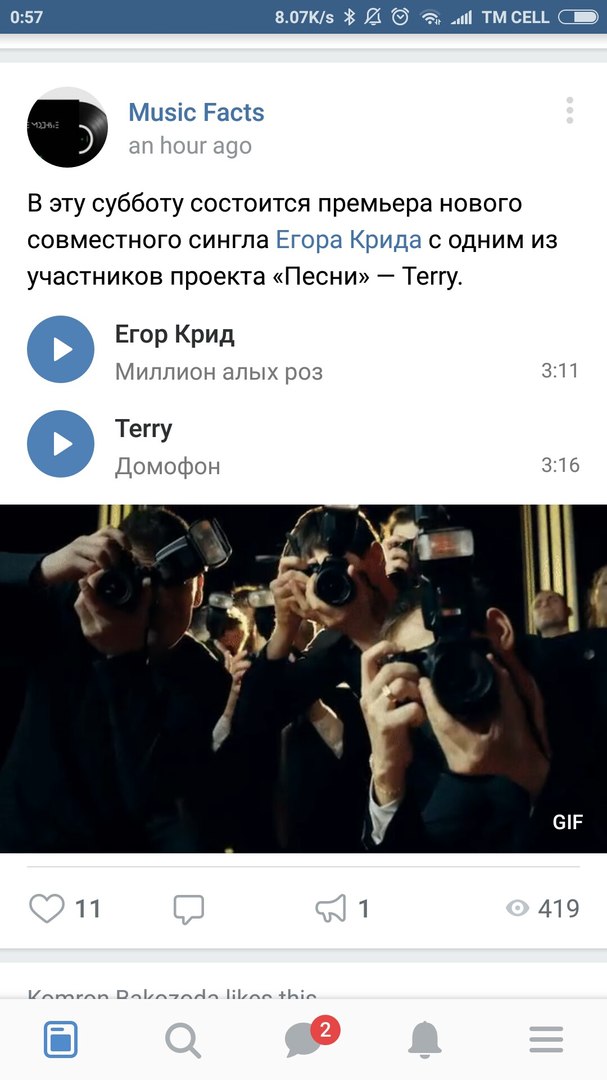 0:57 8.07K/s TM CELL
Music Facts
an hour ago
В эту субботу состоится премьера нового
совместного сингла Егора Крида с одним из
участников проекта «Песни» — Terry.
Егор Крид
Миллион алых роз 3:11
Terry
Домофон 3:16
GIF
11 1 419
Komron Bakozoda likes this
2